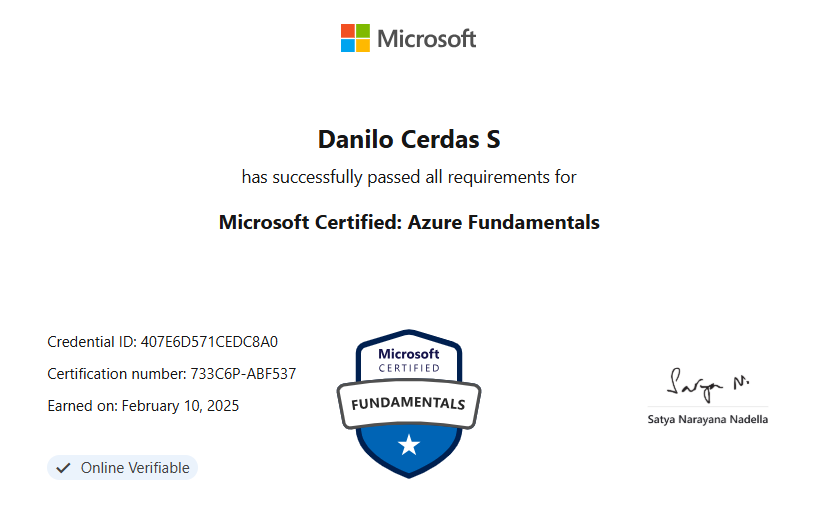 Microsoft
Danilo Cerdas S
has successfully passed all requirements for
Microsoft Certified: Azure Fundamentals
Credential ID: 407E6D571CEDC8A0
Certification number: 733C6P-ABF537
Earned on: February 10, 2025
Online Verifiable
Microsoft
CERTIFIED
FUNDAMENTALS
Satya N.
Satya Narayana Nadella